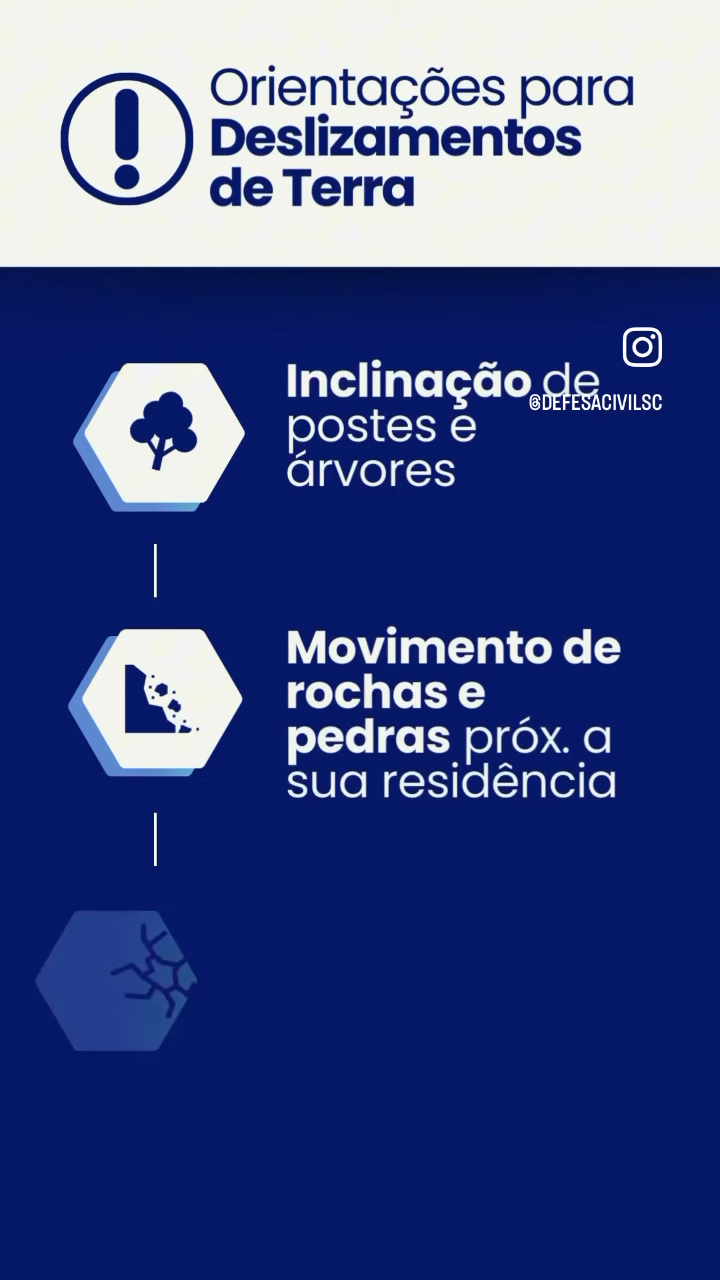 Orientações para
Deslizamentos
de Terra
Inclinação de
@DEFESACIVILSC
postes e
árvores
Movimento de
rochas e
pedras próx. a
sua residência